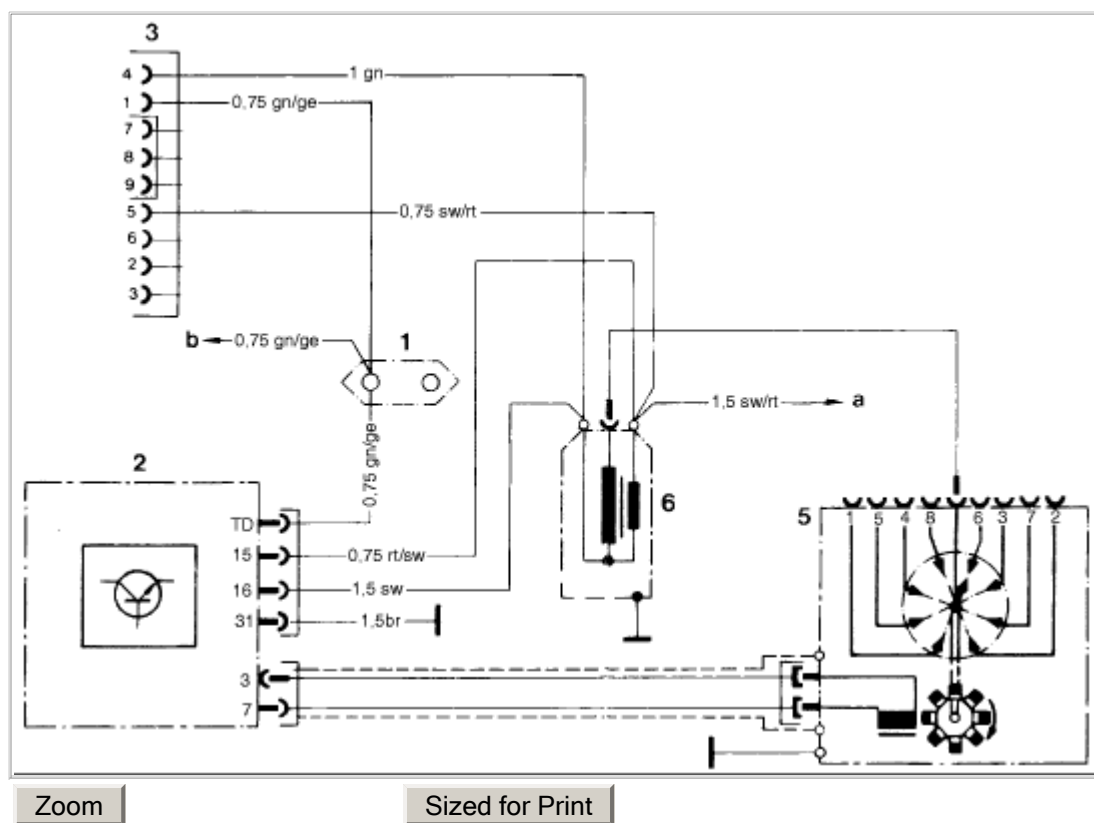 3
4
1 gn
1
0,75 gn/ge
7
8
9
5
0,75 sw/rt
6
2
3
b
0,75 gn/ge
1
1,5 sw/rt
a
0,75 gn/ge
2
6
5
1 5 4 8 6 3 7 2
TD
15
0,75 rt/sw
16
1,5 sw
31
1,5br
3
7
Zoom
Sized for Print